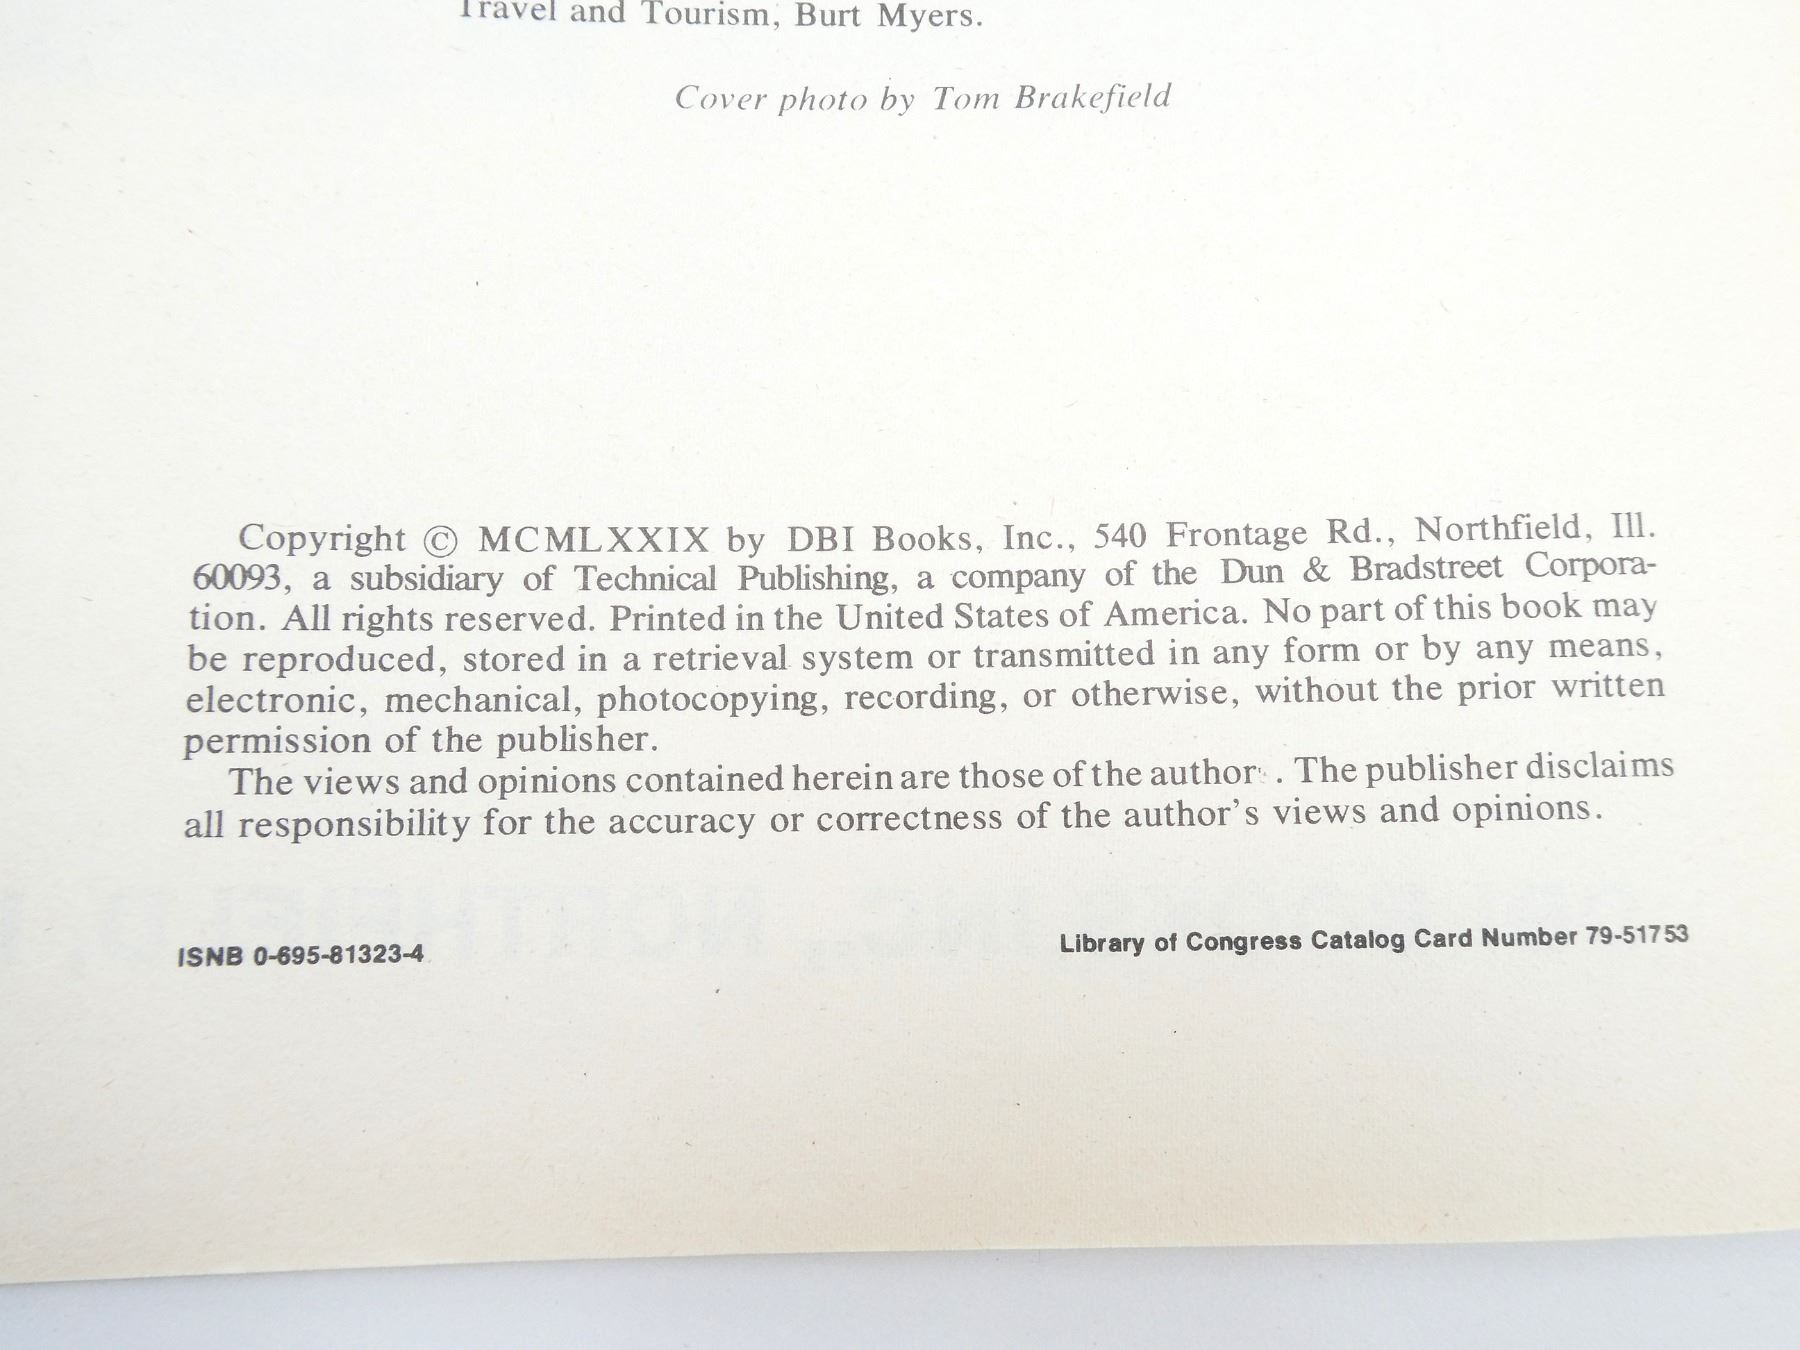 Travel and Tourism, Burt Myers.
Cover photo by Tom Brakefield
Copyright © MCMLXXIX by DBI Books, Inc., 540 Frontage Rd., Northfield, Ill.
60093, a subsidiary of Technical Publishing, a company of the Dun & Bradstreet Corpora-
tion. All rights reserved. Printed in the United States of America. No part of this book may
be reproduced, stored in a retrieval system or transmitted in any form or by any means,
electronic, mechanical, photocopying, recording, or otherwise, without the prior written
permission of the publisher.
The views and opinions contained herein are those of the author . The publisher disclaims
all responsibility for the accuracy or correctness of the author's views and opinions.
ISNB 0-695-81323-4
Library of Congress Catalog Card Number 79-51753